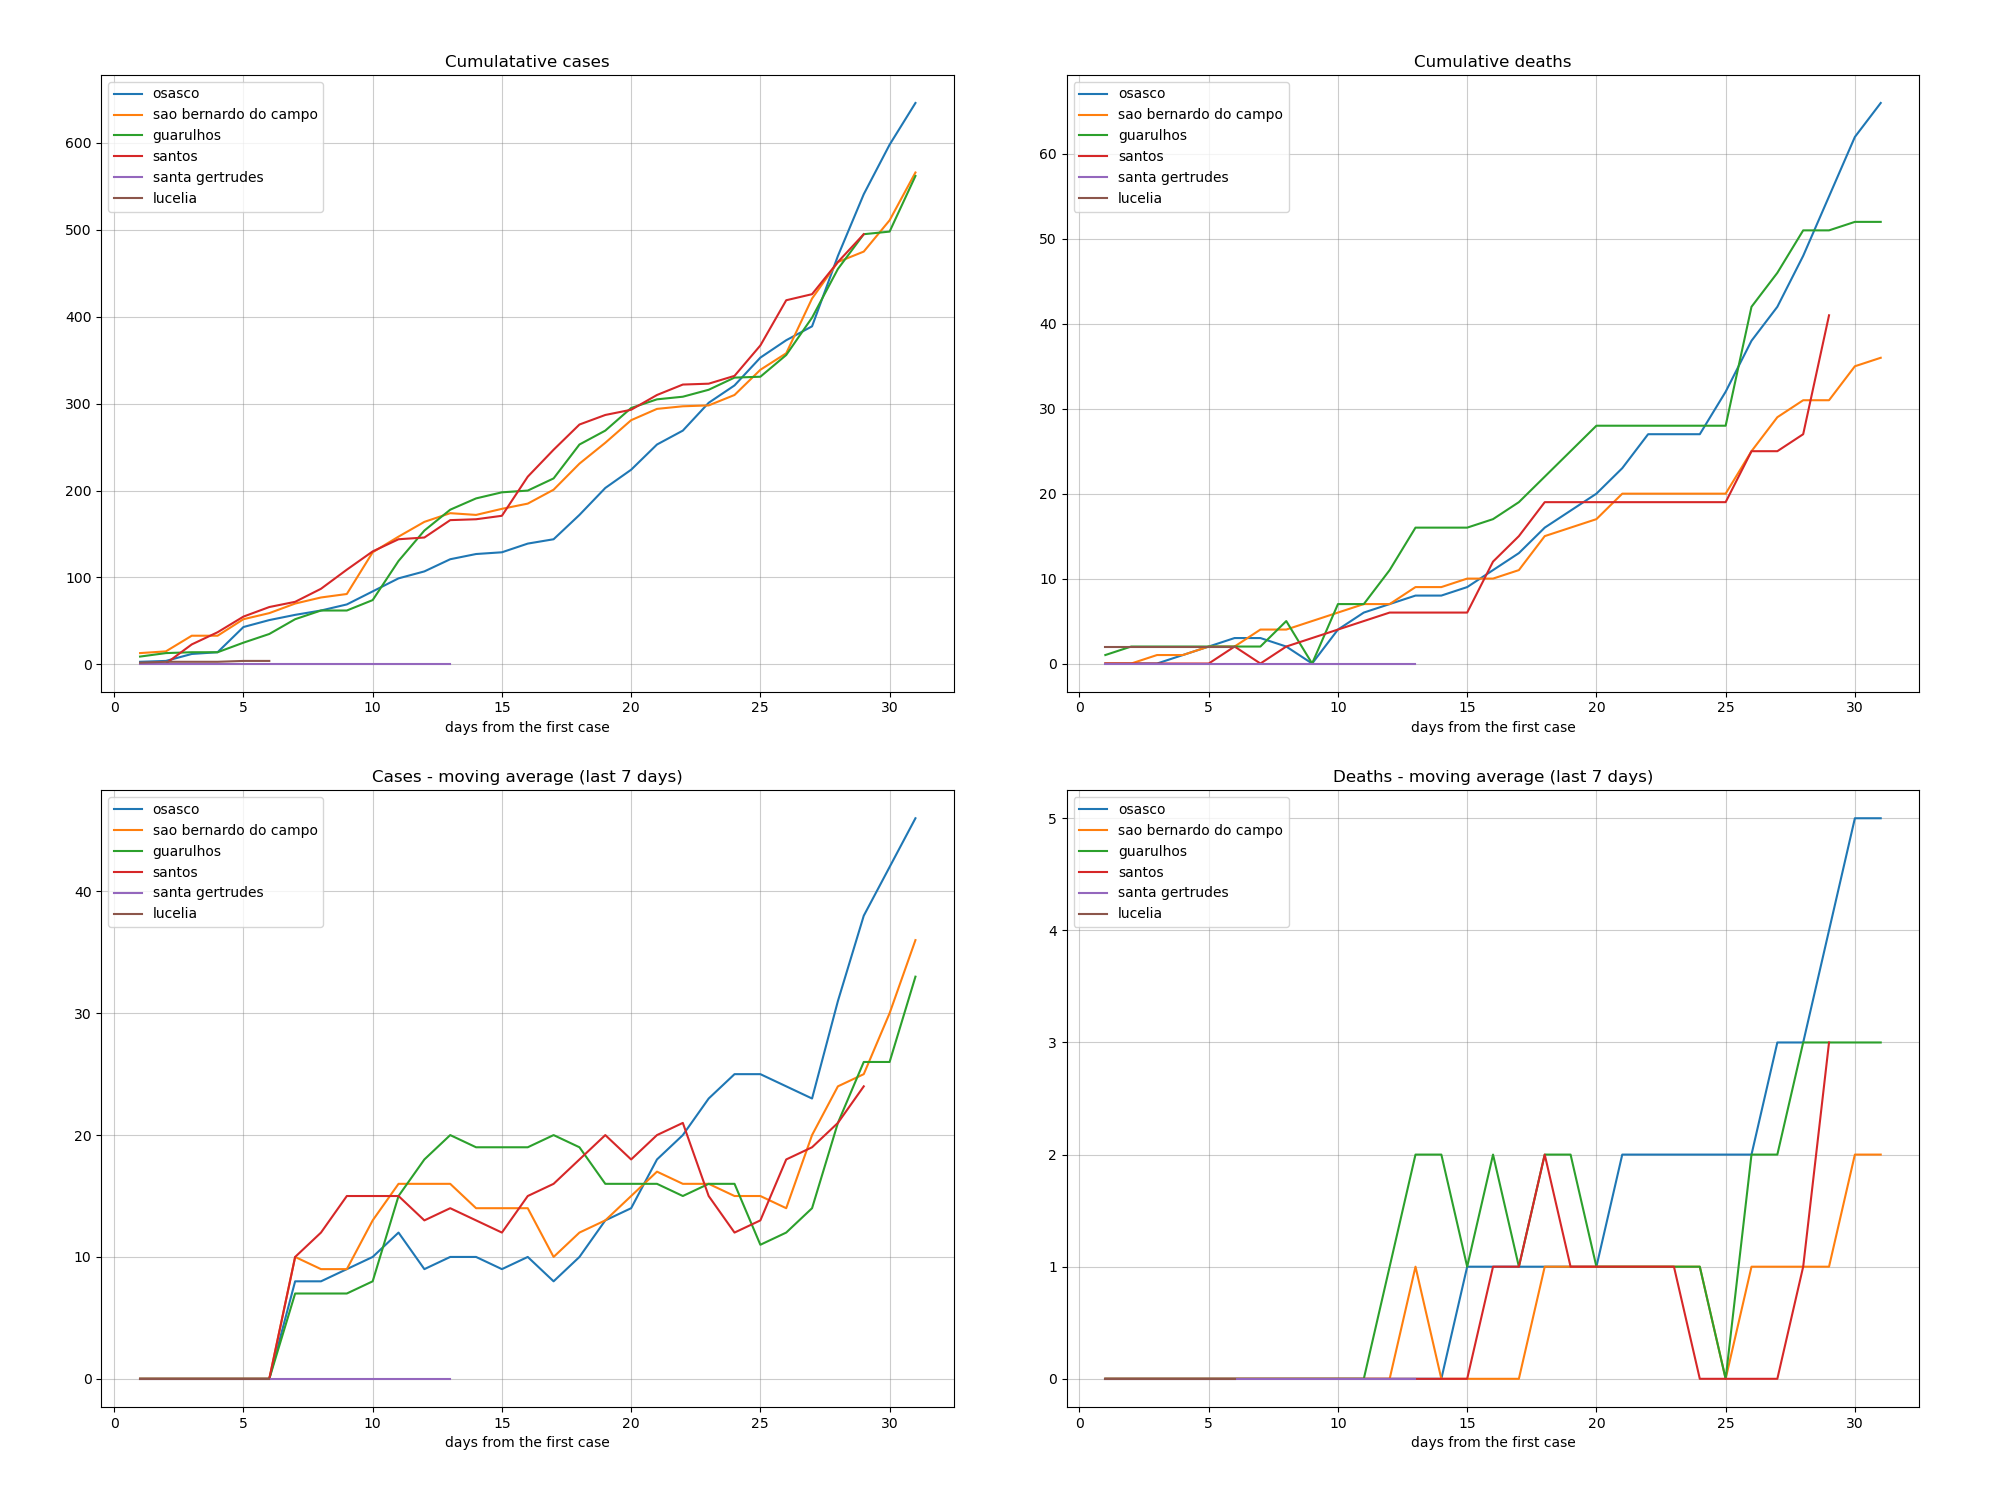 Cumulatative cases
osasco
sao bernardo do campo
guarulhos
santos
santa gertrudes
lucelia
600
500
400
300
200
100
0
0 5 10 15 20 25 30
days from the first case
Cumulative deaths
osasco
sao bernardo do campo
guarulhos
santos
santa gertrudes
lucelia
60
50
40
30
20
10
0
0 5 10 15 20 25 30
days from the first case
Cases - moving average (last 7 days)
osasco
sao bernardo do campo
guarulhos
santos
santa gertrudes
lucelia
40
30
20
10
0
0 5 10 15 20 25 30
days from the first case
Deaths - moving average (last 7 days)
osasco
sao bernardo do campo
guarulhos
santos
santa gertrudes
lucelia
5
4
3
2
1
0
0 5 10 15 20 25 30
days from the first case